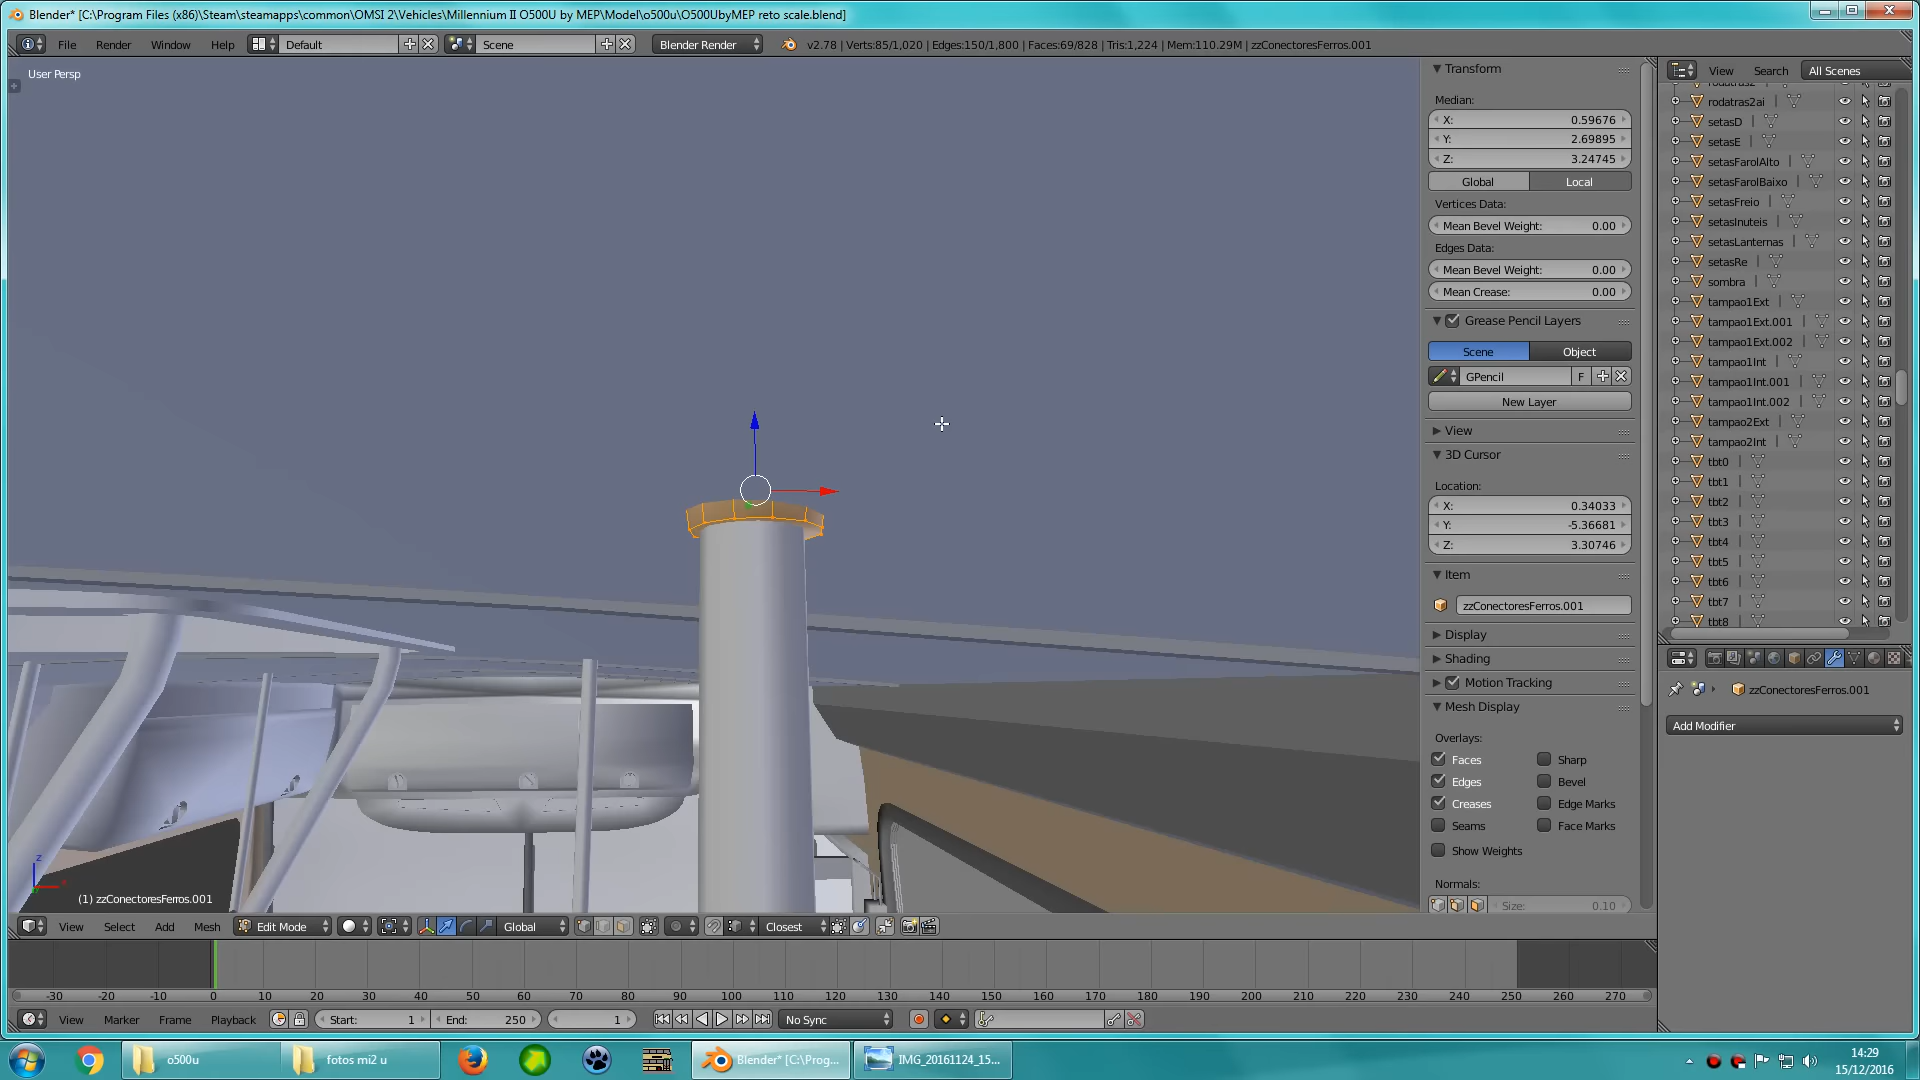 Blender* [C:\Program Files (x86)\Steam\steamapps\common\OMSI 2\Vehicles\Millennium II O500U by MEP\Model\o500u\O500UbyMEP reto scale.blend]
File Render Window Help Default Scene Blender Render v2.78 | Verts:85/1,020 | Edges:150/1,800 | Faces:69/828 | Tris:1,224 | Mem:110.29M | zzConectoresFerros.001
User Persp
(1) zzConectoresFerros.001
Transform
Median:
X: 0.59676
Y: 2.69895
Z: 3.24745
Global Local
Vertices Data:
Mean Bevel Weight: 0.00
Edges Data:
Mean Bevel Weight: 0.00
Mean Crease: 0.00
Grease Pencil Layers
Scene Object
GPencil F
New Layer
View
3D Cursor
Location:
X: 0.34033
Y: -5.36681
Z: 3.30746
Item
zzConectoresFerros.001
Display
Shading
Motion Tracking
Mesh Display
Overlays:
Faces Sharp
Edges Bevel
Creases Edge Marks
Seams Face Marks
Show Weights
Normals:
Size: 0.10
View Search All Scenes
rodatras2
rodatras2ai
setasD
setasE
setasFarolAlto
setasFarolBaixo
setasFreio
setasInuteis
setasLanternas
setasRe
sombra
tampao1Ext
tampao1Ext.001
tampao1Ext.002
tampao1Int
tampao1Int.001
tampao1Int.002
tampao2Ext
tampao2Int
tbt0
tbt1
tbt2
tbt3
tbt4
tbt5
tbt6
tbt7
tbt8
zzConectoresFerros.001
Add Modifier
View Select Add Mesh Edit Mode Global Closest
-30 -20 -10 0 10 20 30 40 50 60 70 80 90 100 110 120 130 140 150 160 170 180 190 200 210 220 230 240 250 260 270
View Marker Frame Playback Start: 1 End: 250 1 No Sync
o500u fotos mi2 u Blender* [C:\Prog... IMG_20161124_15...
14:29
15/12/2016